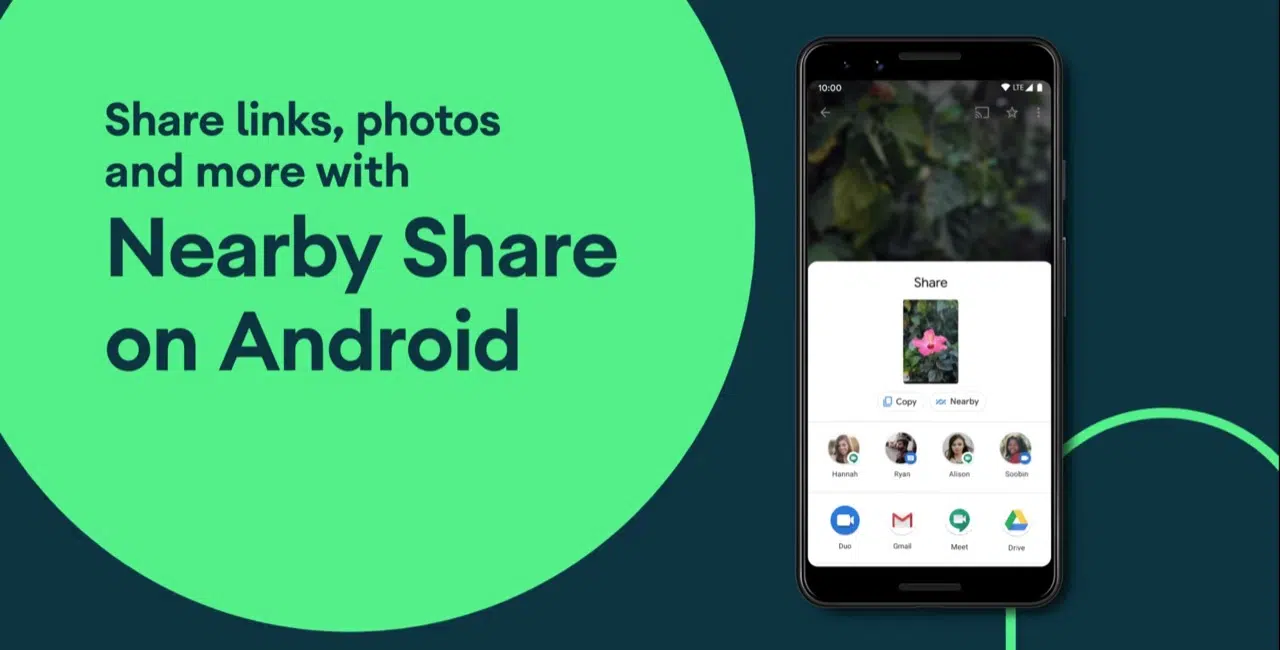 Share links, photos
and more with
Nearby Share
on Android
10:00
LTE
Share
Copy
Nearby
Hannah
Ryan
Alison
Soobin
Duo
Gmail
Meet
Drive